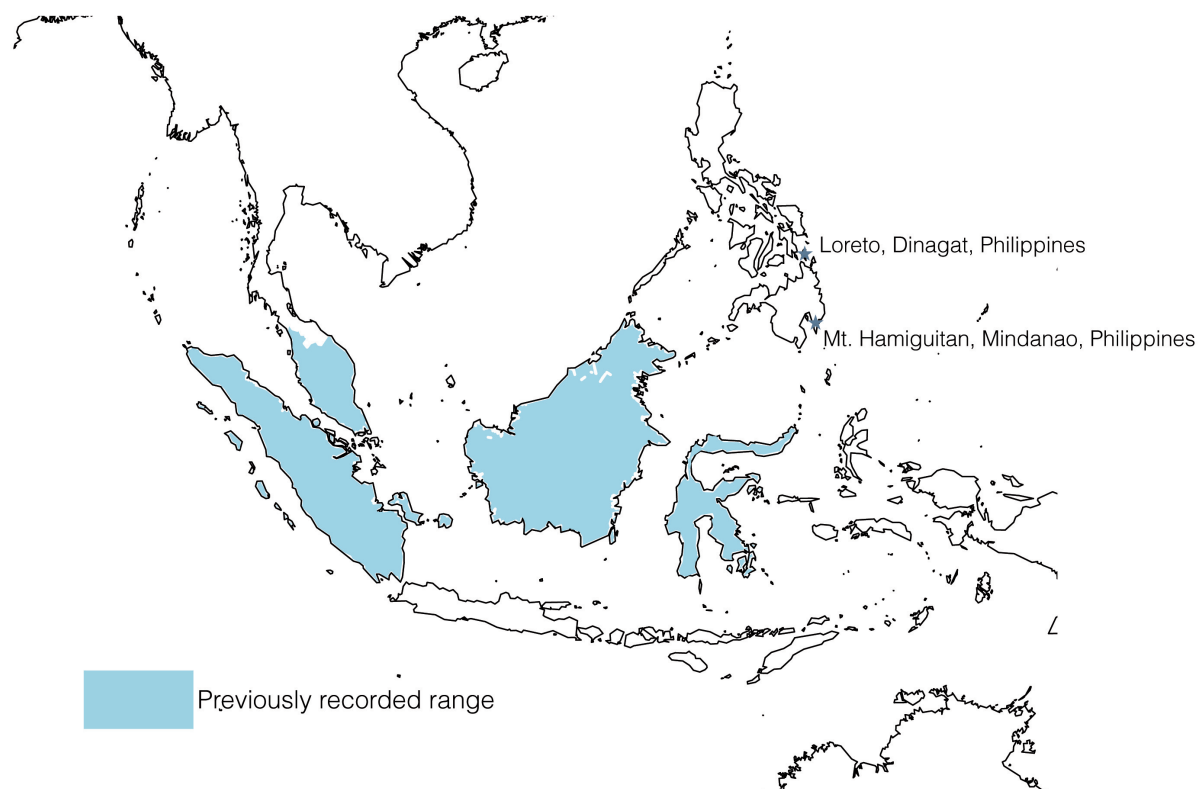 Loreto, Dinagat, Philippines
Mt. Hamiguitan, Mindanao, Philippines
Previously recorded range